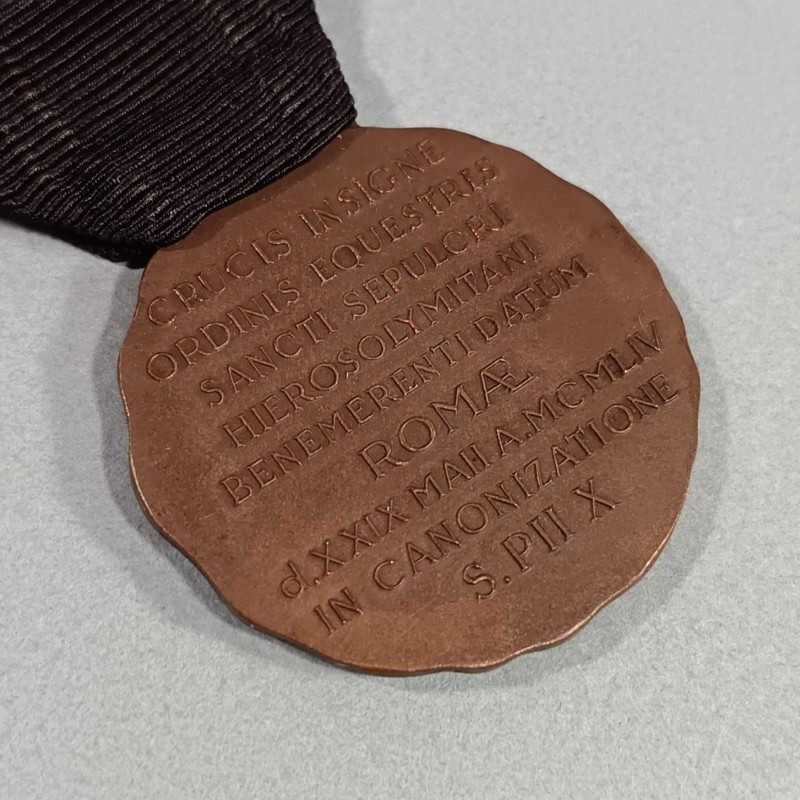 CRUCIS INSIGNE
ORDINIS EQUESTRIS
SANCTI SEPULCRI
HIEROSOLYMITANI
BENEMERENTI DATUM
ROMÆ
d. XXIX MAII A. MCMLIV
IN CANONIZATIONE
S. PII X